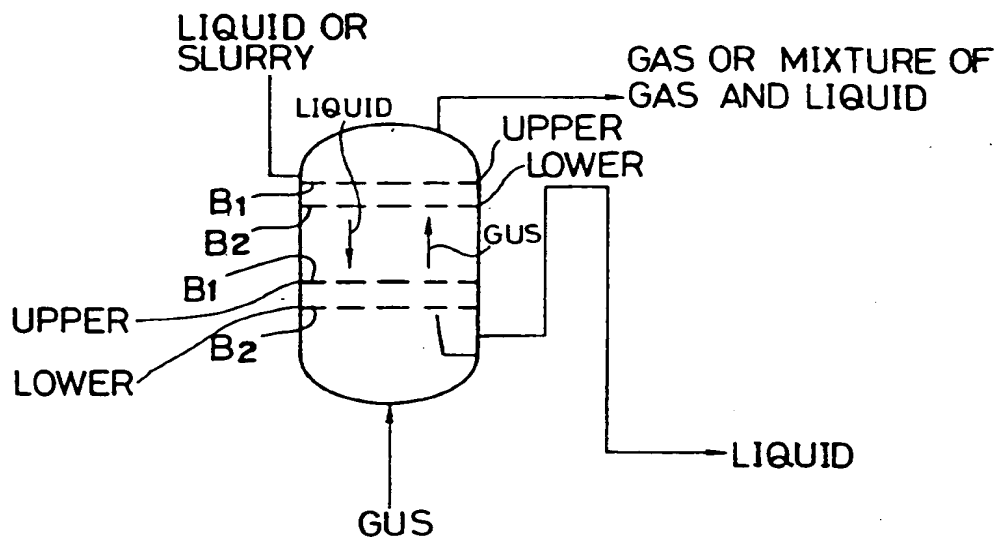 LIQUID OR
SLURRY
GAS OR MIXTURE OF
GAS AND LIQUID
LIQUID
UPPER
LOWER
B1
B2
GUS
B1
UPPER
B2
LOWER
LIQUID
GUS